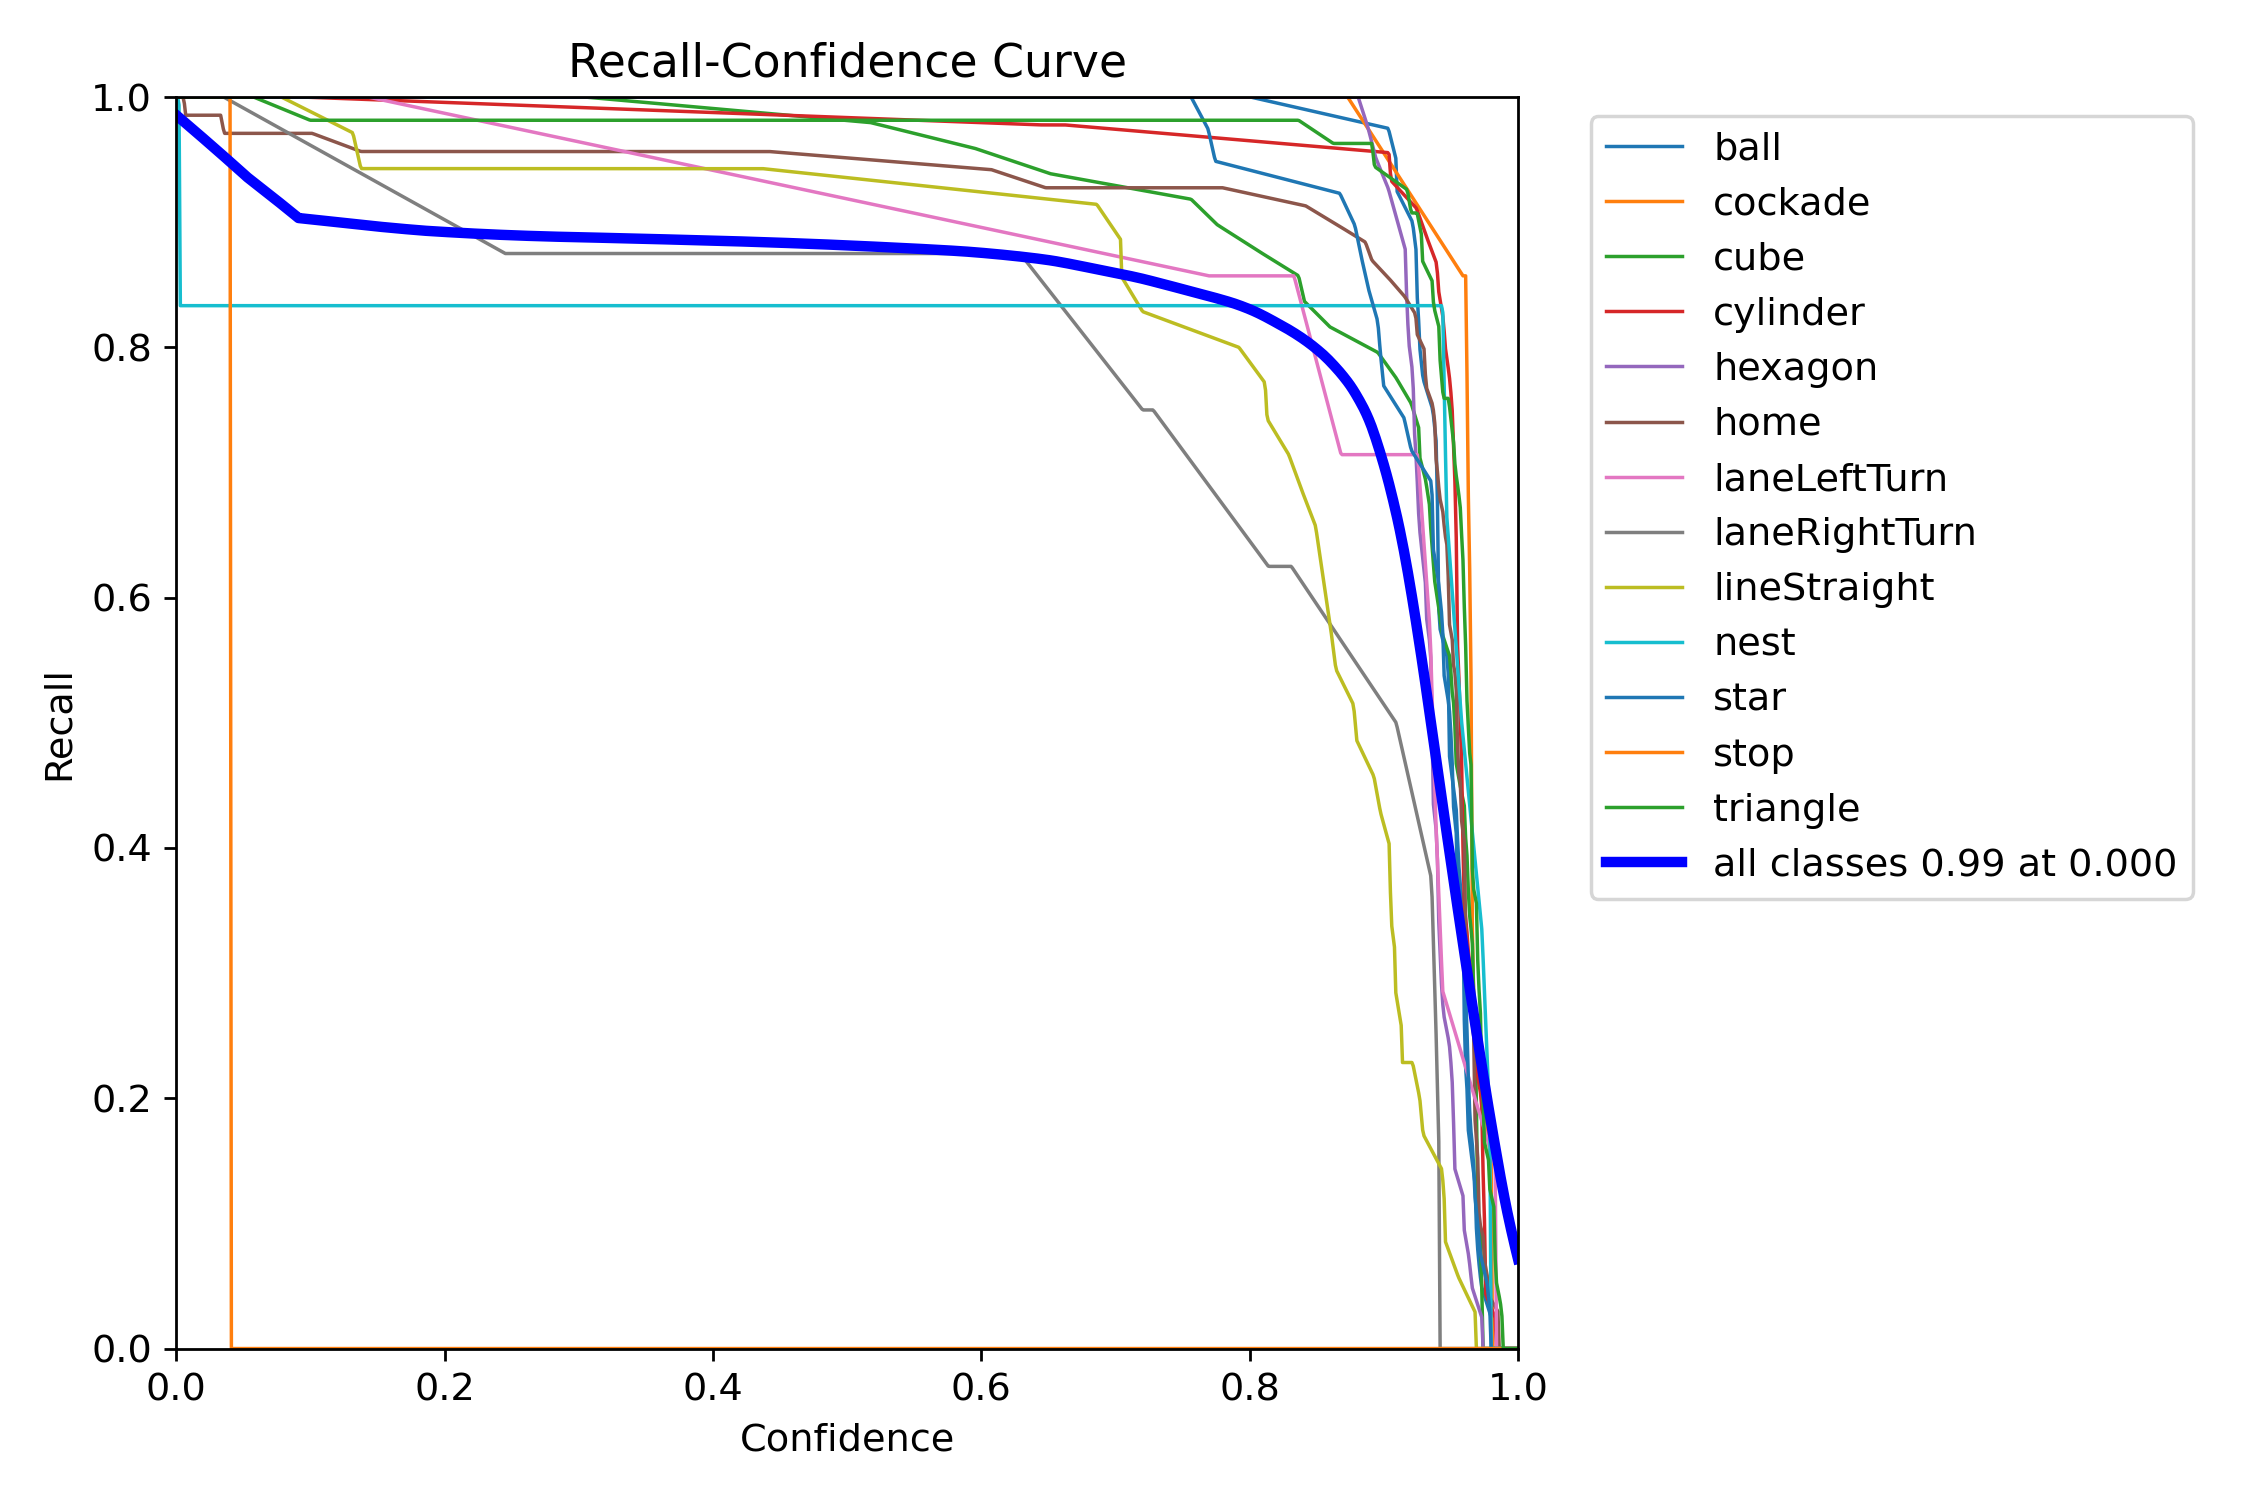 Recall-Confidence Curve
1.0
0.8
0.6
0.4
0.2
0.0
Recall
0.0 0.2 0.4 0.6 0.8 1.0
Confidence
ball
cockade
cube
cylinder
hexagon
home
laneLeftTurn
laneRightTurn
lineStraight
nest
star
stop
triangle
all classes 0.99 at 0.000